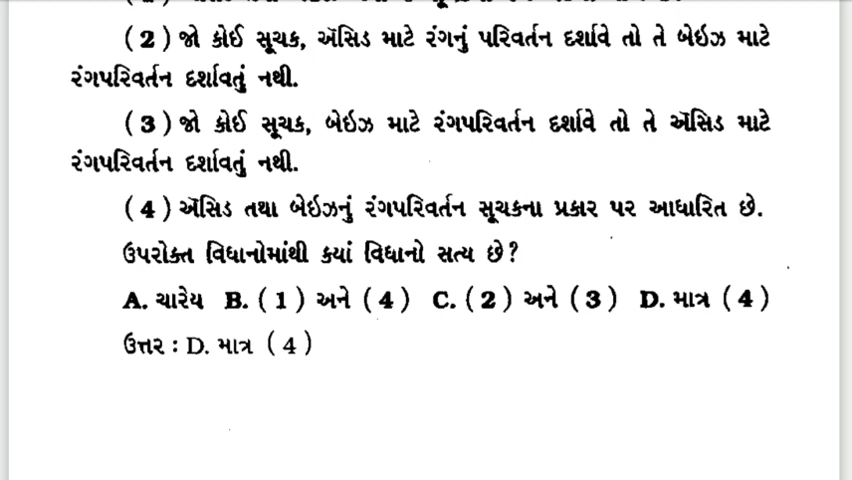 (2) જો કોઈ સૂચક, ઍસિડ માટે રંગનું પરિવર્તન દર્શાવે તો તે બેઇઝ માટે
રંગપરિવર્તન દર્શાવતું નથી.
(3) જો કોઈ સૂચક, બેઇઝ માટે રંગપરિવર્તન દર્શાવે તો તે ઍસિડ માટે
રંગપરિવર્તન દર્શાવતું નથી.
(4) ઍસિડ તથા બેઇઝનું રંગપરિવર્તન સૂચકના પ્રકાર પર આધારિત છે.
ઉપરોક્ત વિધાનોમાંથી ક્યાં વિધાનો સત્ય છે?
A. ચારેય B. (1) અને (4) C. (2) અને (3) D. માત્ર (4)
ઉત્તર : D. માત્ર (4)